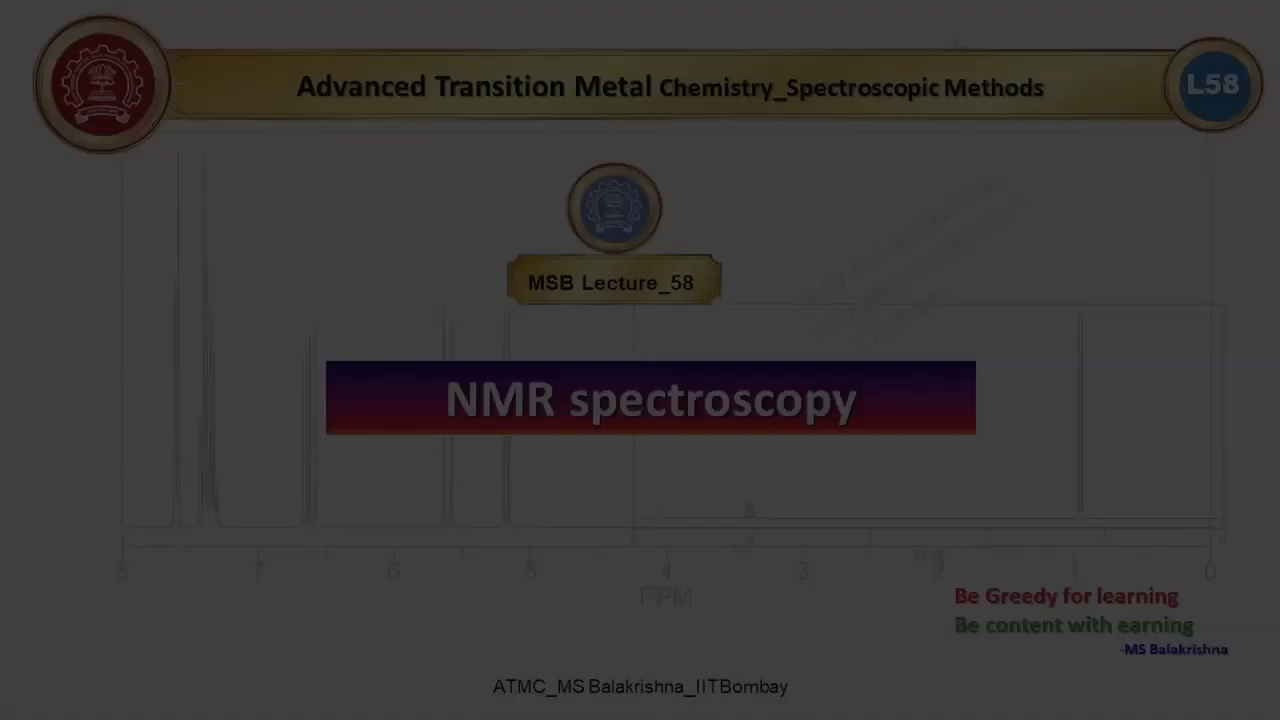 Advanced Transition Metal Chemistry_Spectroscopic Methods
L58
MSB Lecture_58
NMR spectroscopy
8 7 6 5 4 3 2 1 0
PPM
Be Greedy for learning
Be content with earning
-MS Balakrishna
ATMC_MS Balakrishna_IITBombay